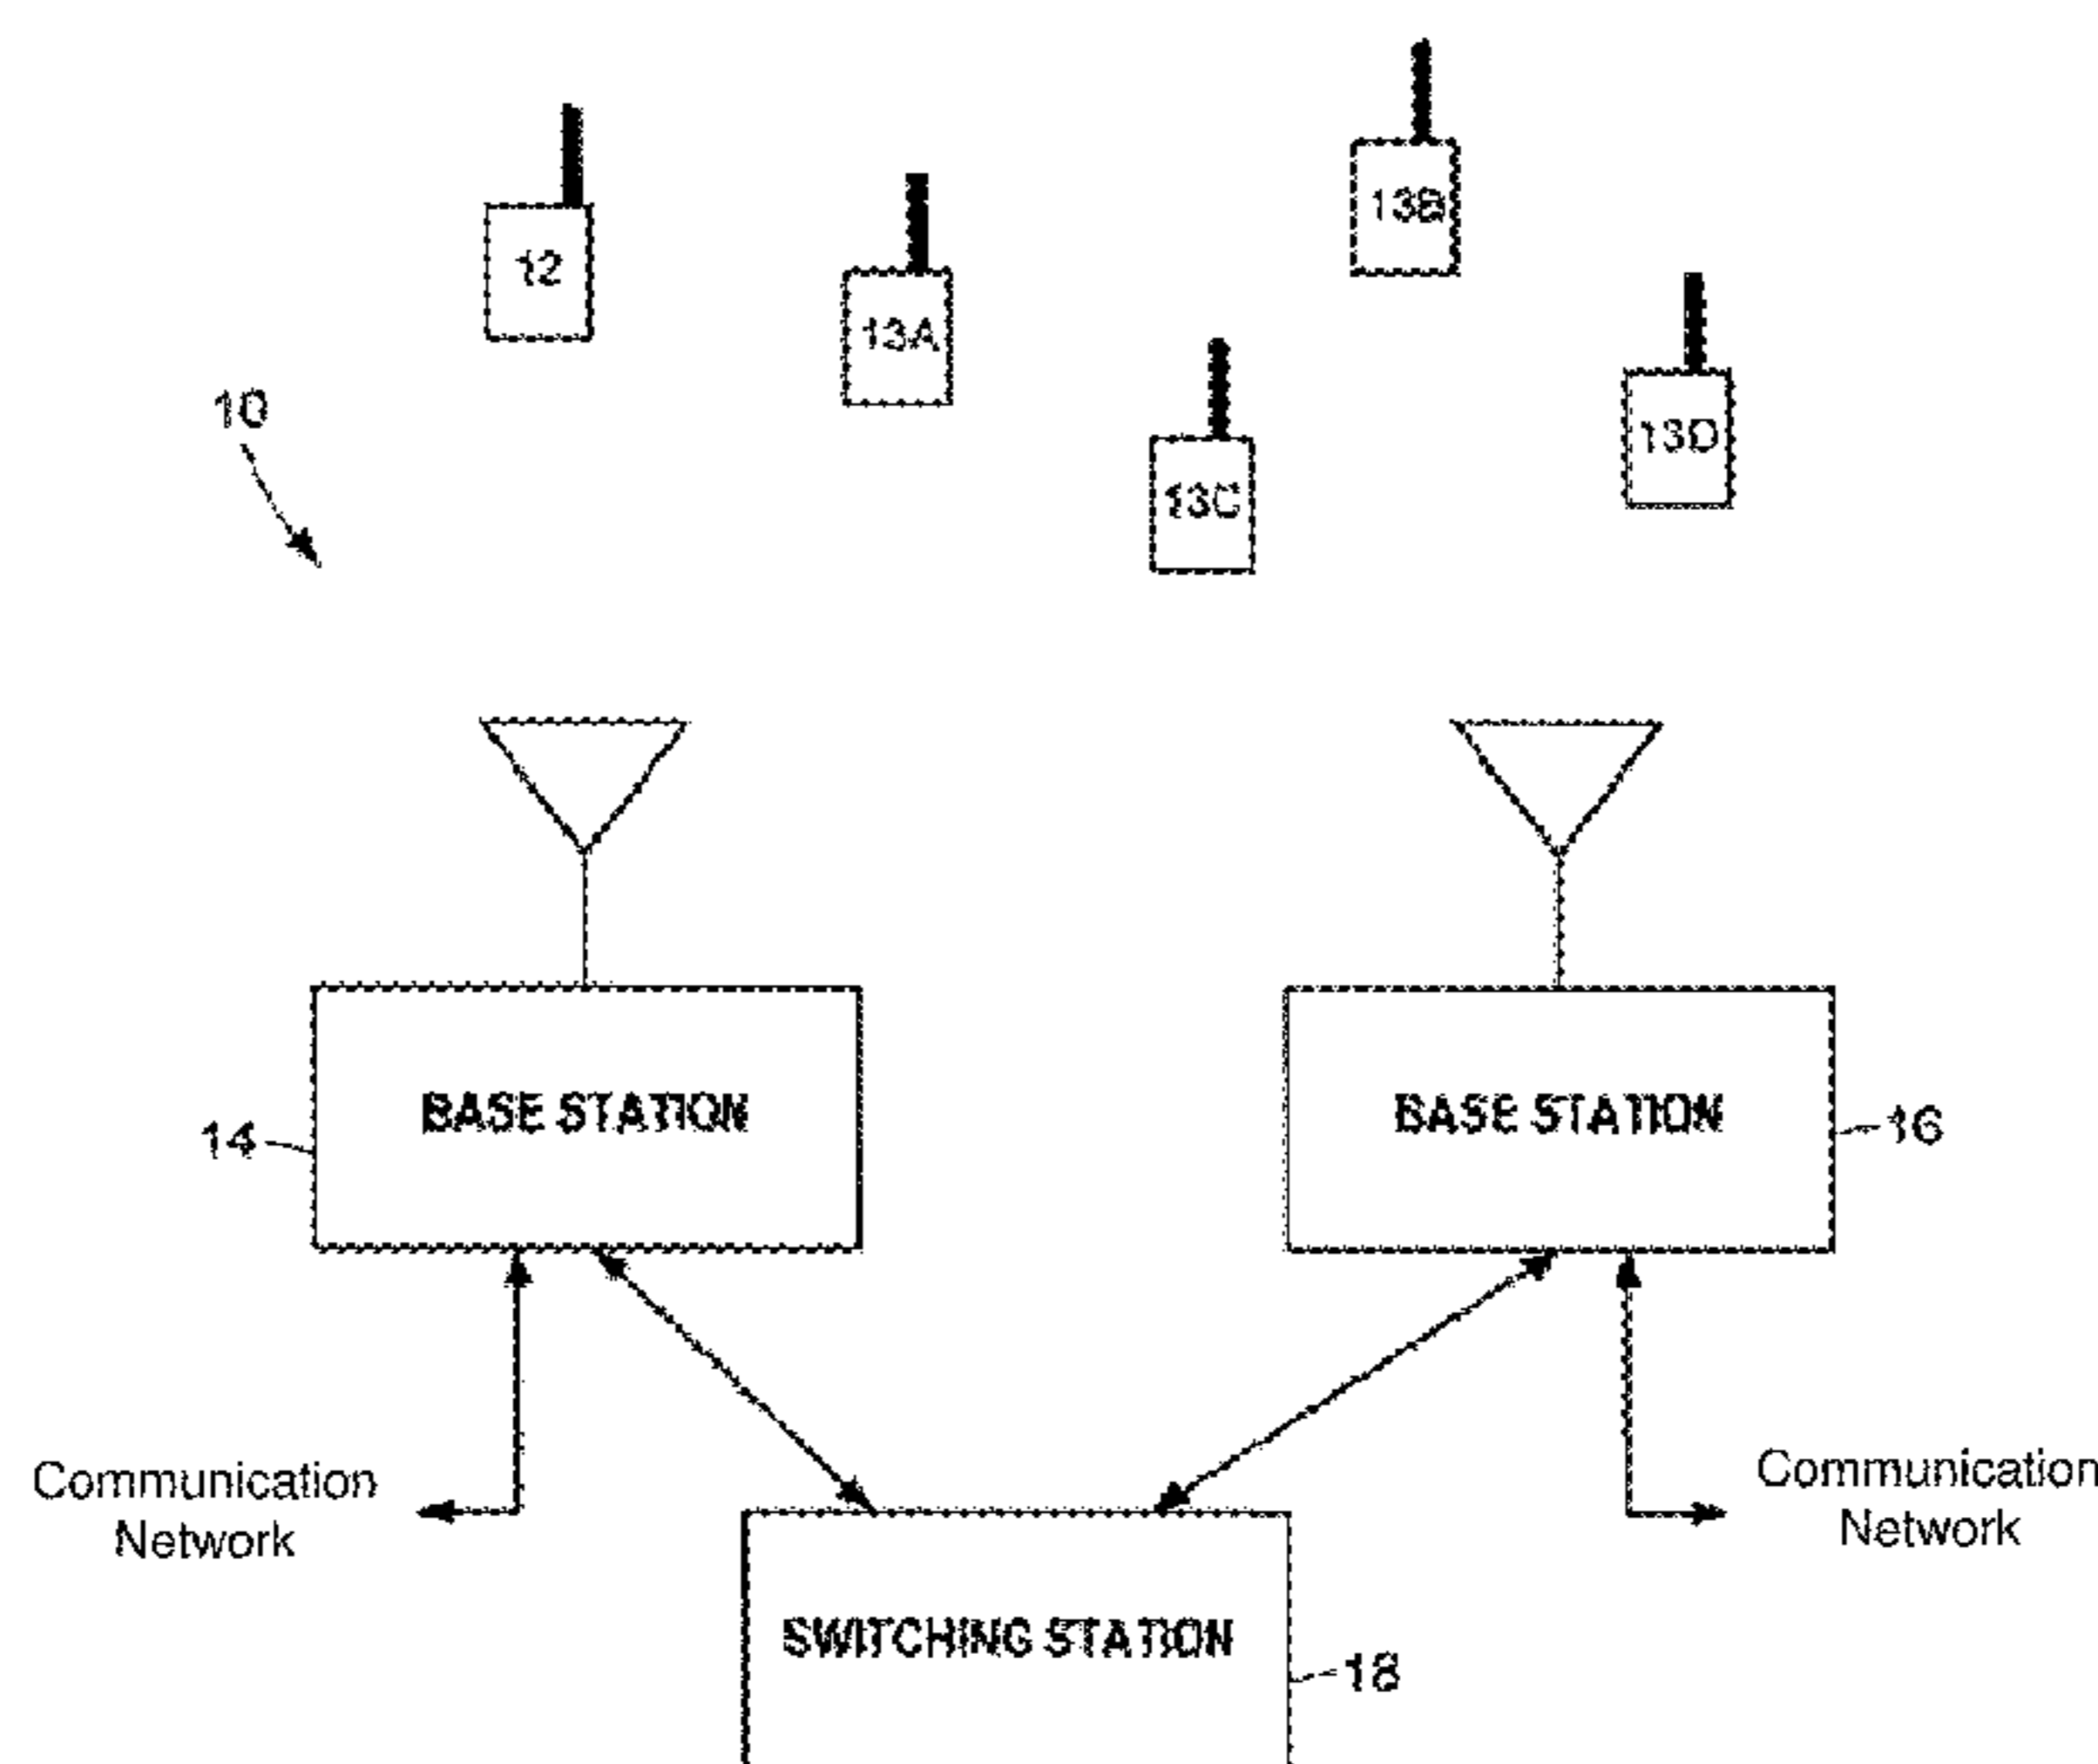 13B
12
13A
10
13D
13C
BASE STATION
BASE STATION
14
16
Communication
Network
Communication
Network
SWITCHING STATION
18